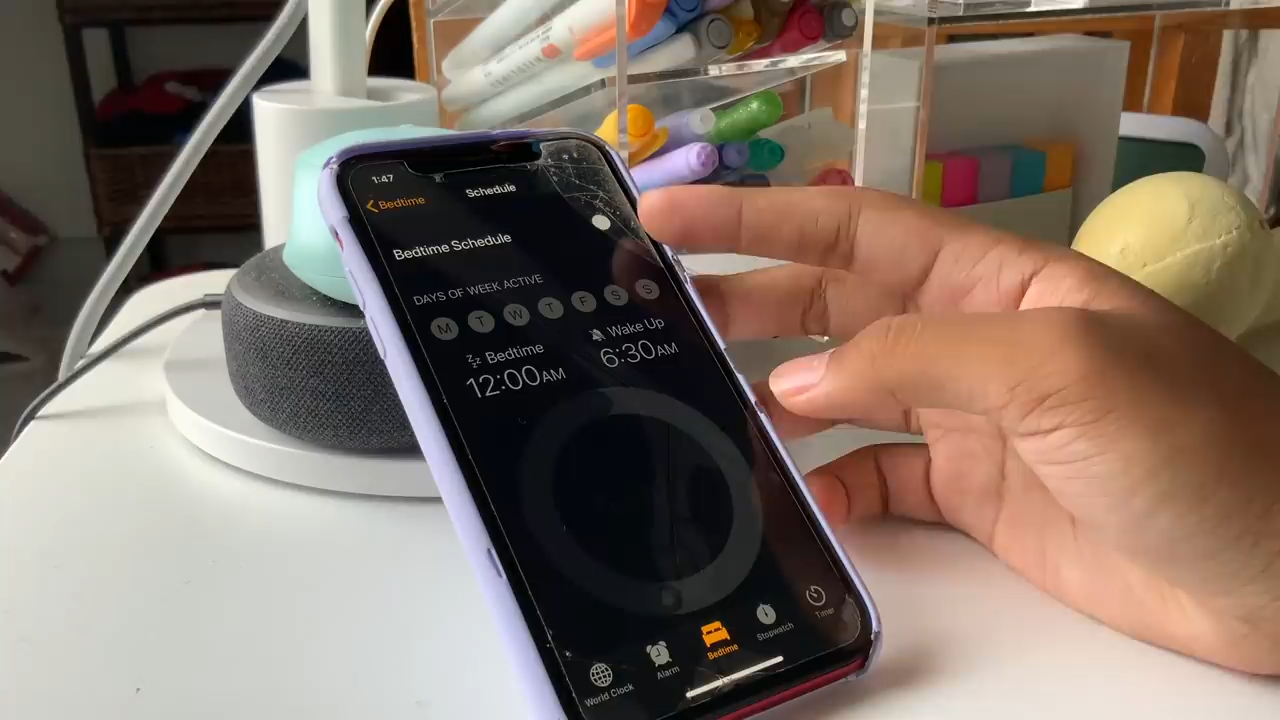 1:47
Schedule
Bedtime
Bedtime Schedule
DAYS OF WEEK ACTIVE
M T W T F S S
Bedtime
12:00AM
Wake Up
6:30AM
World Clock
Alarm
Bedtime
Stopwatch
Timer